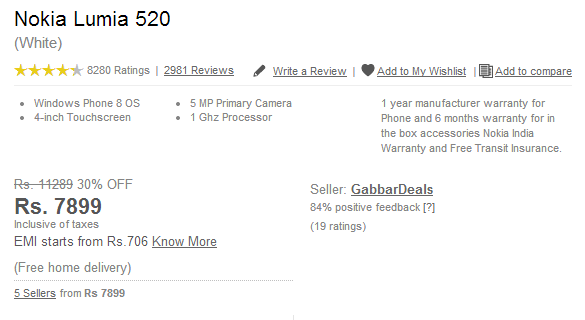 Nokia Lumia 520
(White)
8280 Ratings | 2981 Reviews Write a Review | Add to My Wishlist | Add to compare
• Windows Phone 8 OS
• 4-inch Touchscreen
• 5 MP Primary Camera
• 1 Ghz Processor
1 year manufacturer warranty for
Phone and 6 months warranty for in
the box accessories Nokia India
Warranty and Free Transit Insurance.
Rs. 11289 30% OFF
Rs. 7899
Inclusive of taxes
EMI starts from Rs.706 Know More
(Free home delivery)
5 Sellers from Rs 7899
Seller: GabbarDeals
84% positive feedback [?]
(19 ratings)